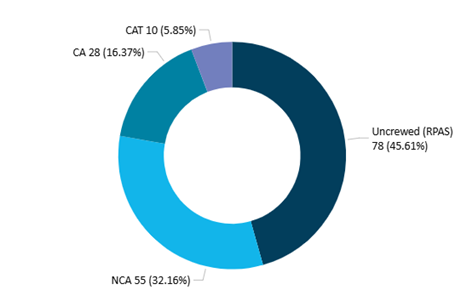 CAT 10 (5.85%)
CA 28 (16.37%)
Uncrewed (RPAS)
78 (45.61%)
NCA 55 (32.16%)